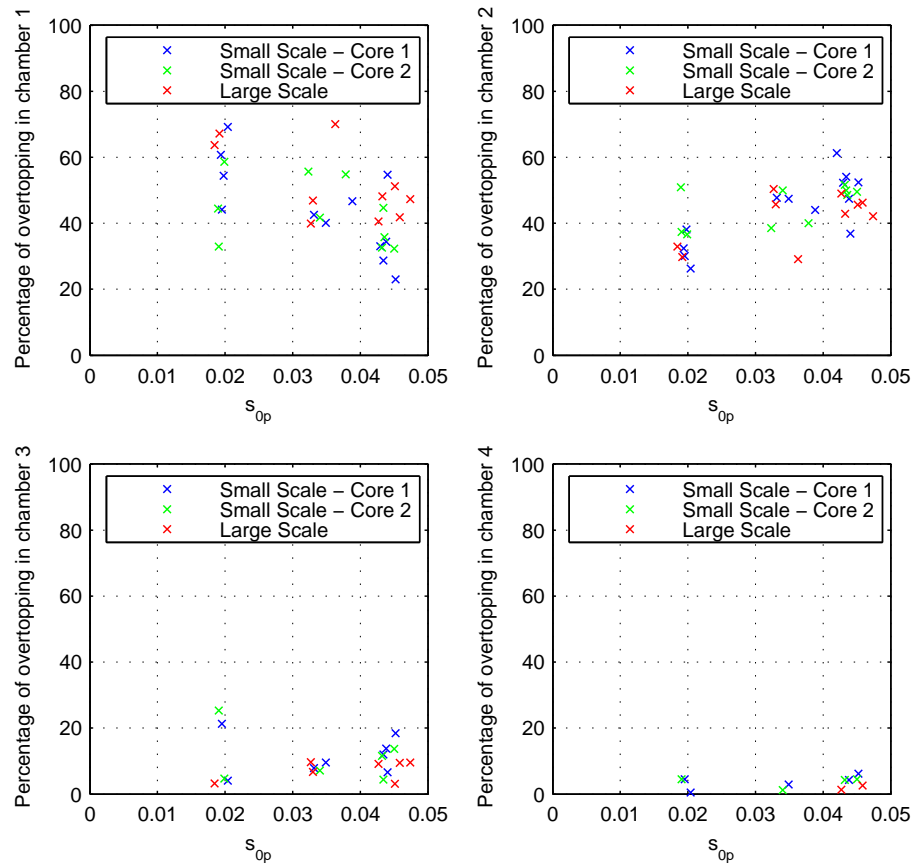 Percentage of overtopping in chamber 1
100
80
60
40
20
0
0 0.01 0.02 0.03 0.04 0.05
s0p
Small Scale − Core 1
Small Scale − Core 2
Large Scale
Percentage of overtopping in chamber 2
100
80
60
40
20
0
0 0.01 0.02 0.03 0.04 0.05
s0p
Small Scale − Core 1
Small Scale − Core 2
Large Scale
Percentage of overtopping in chamber 3
100
80
60
40
20
0
0 0.01 0.02 0.03 0.04 0.05
s0p
Small Scale − Core 1
Small Scale − Core 2
Large Scale
Percentage of overtopping in chamber 4
100
80
60
40
20
0
0 0.01 0.02 0.03 0.04 0.05
s0p
Small Scale − Core 1
Small Scale − Core 2
Large Scale